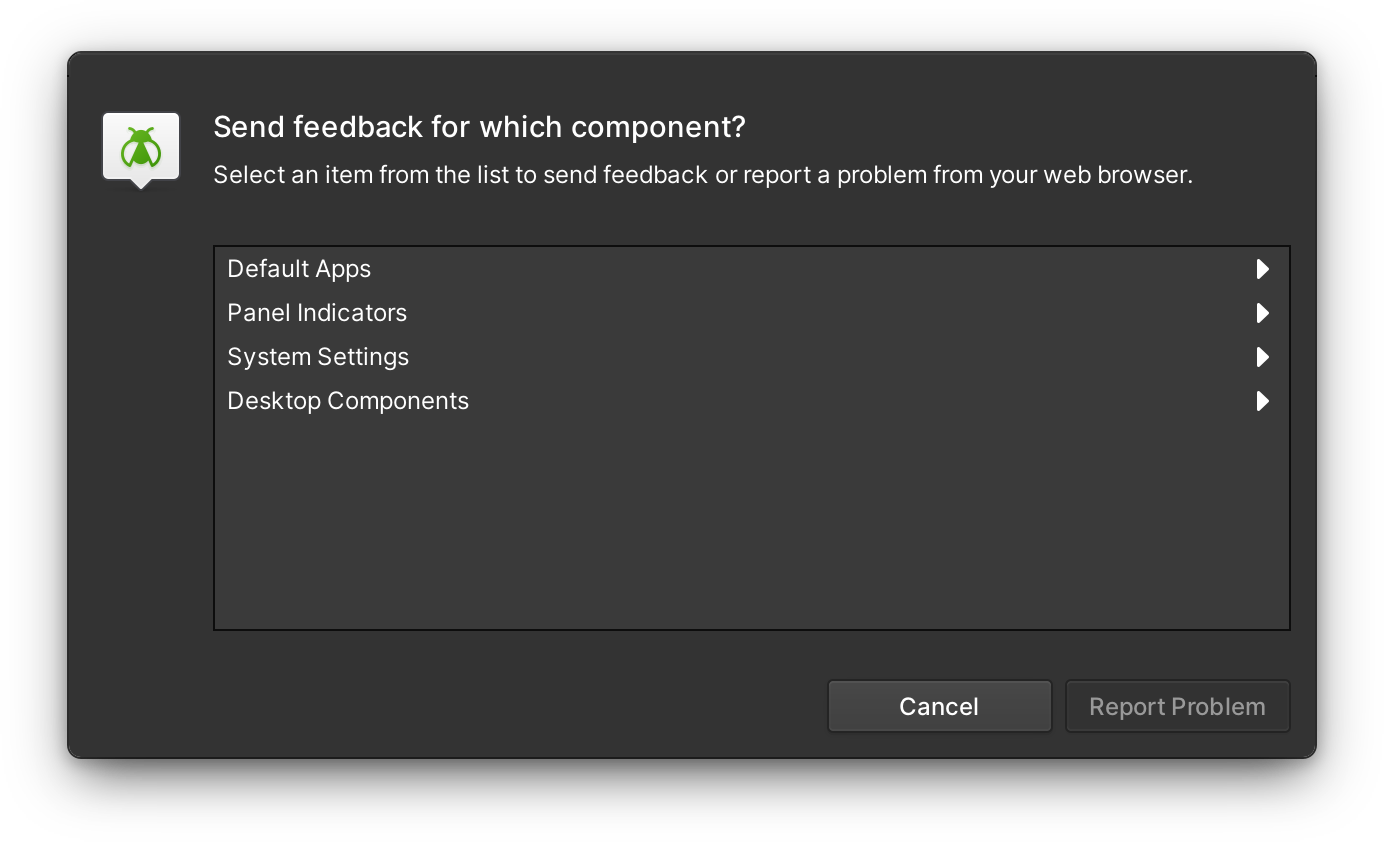 Send feedback for which component?
Select an item from the list to send feedback or report a problem from your web browser.
Default Apps
Panel Indicators
System Settings
Desktop Components
Cancel
Report Problem